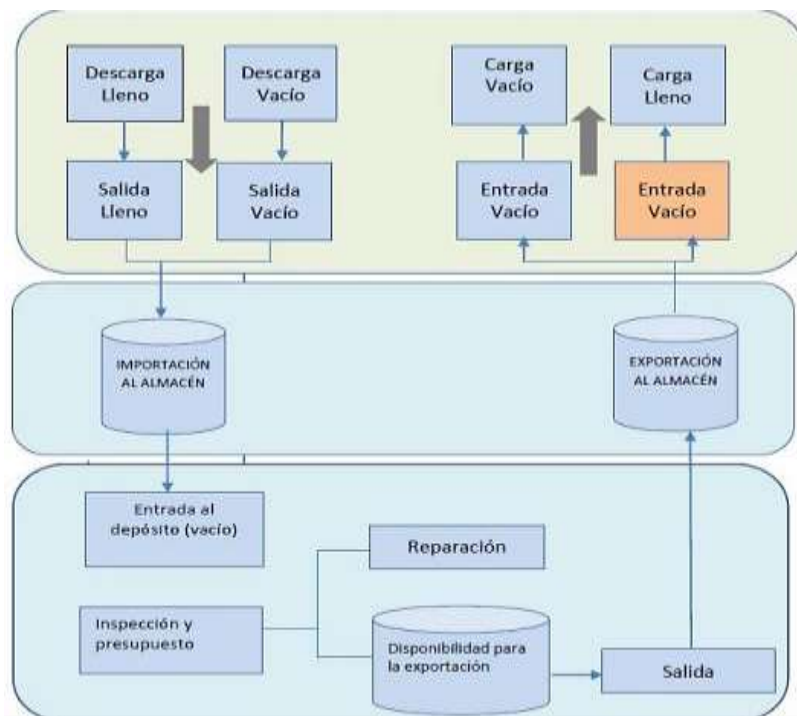 Descarga
Lleno
Descarga
Vacío
Carga
Vacío
Carga
Lleno
Salida
Lleno
Salida
Vacío
Entrada
Vacío
Entrada
Vacío
IMPORTACIÓN
AL ALMACÉN
EXPORTACIÓN
AL ALMACÉN
Entrada al
depósito (vacío)
Reparación
Inspección y
presupuesto
Disponibilidad para
la exportación
Salida